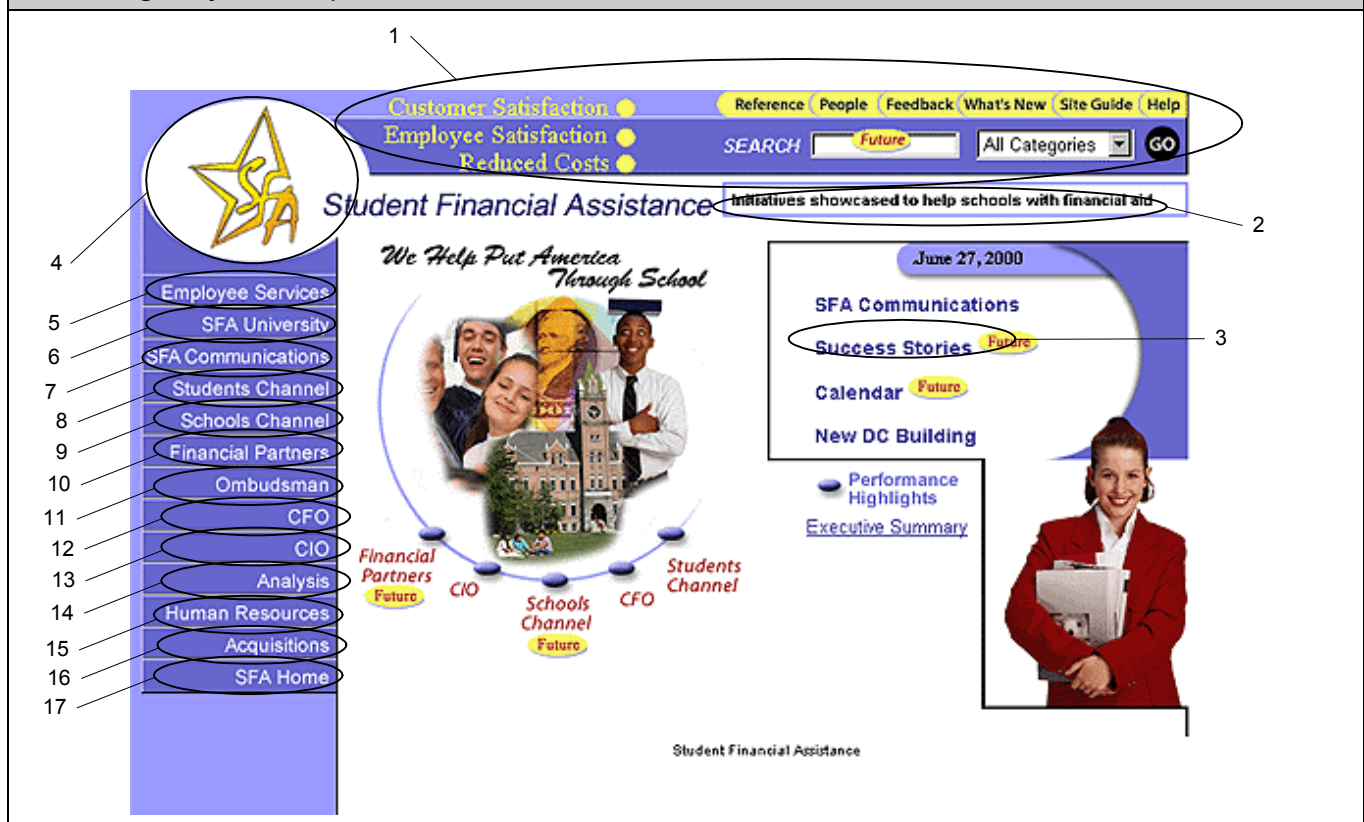 1
Customer Satisfaction
Reference People Feedback What's New Site Guide Help
Employee Satisfaction
Reduced Costs
SEARCH Future All Categories GO
SFA
Student Financial Assistance
Initiatives showcased to help schools with financial aid
2
We Help Put America
Through School
June 27, 2000
SFA Communications
Success Stories Future
3
Calendar Future
New DC Building
Performance
Highlights
Executive Summary
4
5 Employee Services
6 SFA University
7 SFA Communications
8 Students Channel
9 Schools Channel
10 Financial Partners
11 Ombudsman
12 CFO
13 CIO
14 Analysis
15 Human Resources
16 Acquisitions
17 SFA Home
Financial
Partners
Future
CIO
Schools
Channel
Future
CFO
Students
Channel
Student Financial Assistance